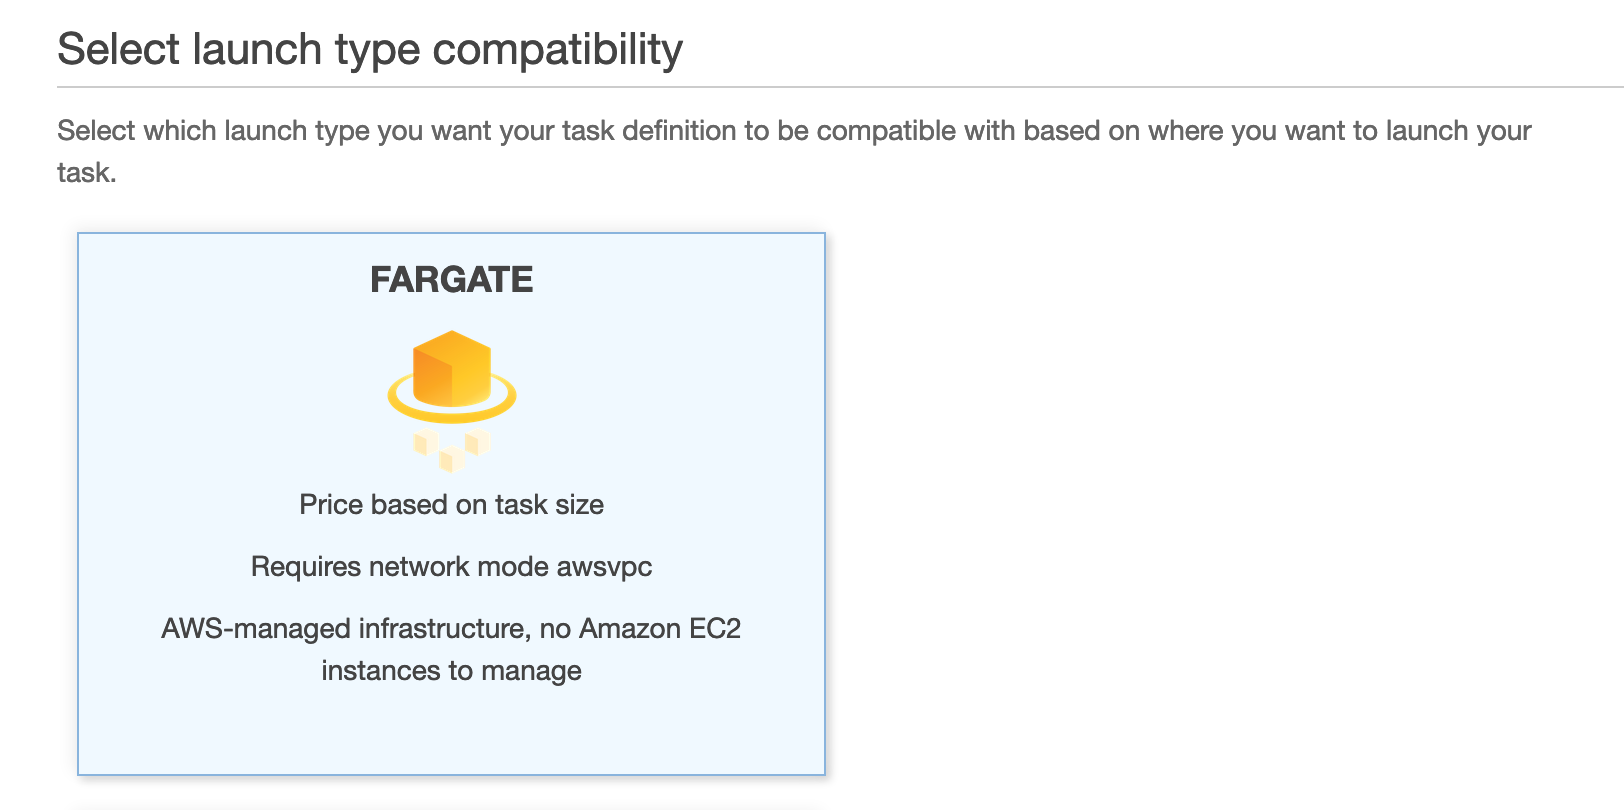 Select launch type compatibility
Select which launch type you want your task definition to be compatible with based on where you want to launch your
task.
FARGATE
Price based on task size
Requires network mode awsvpc
AWS-managed infrastructure, no Amazon EC2
instances to manage